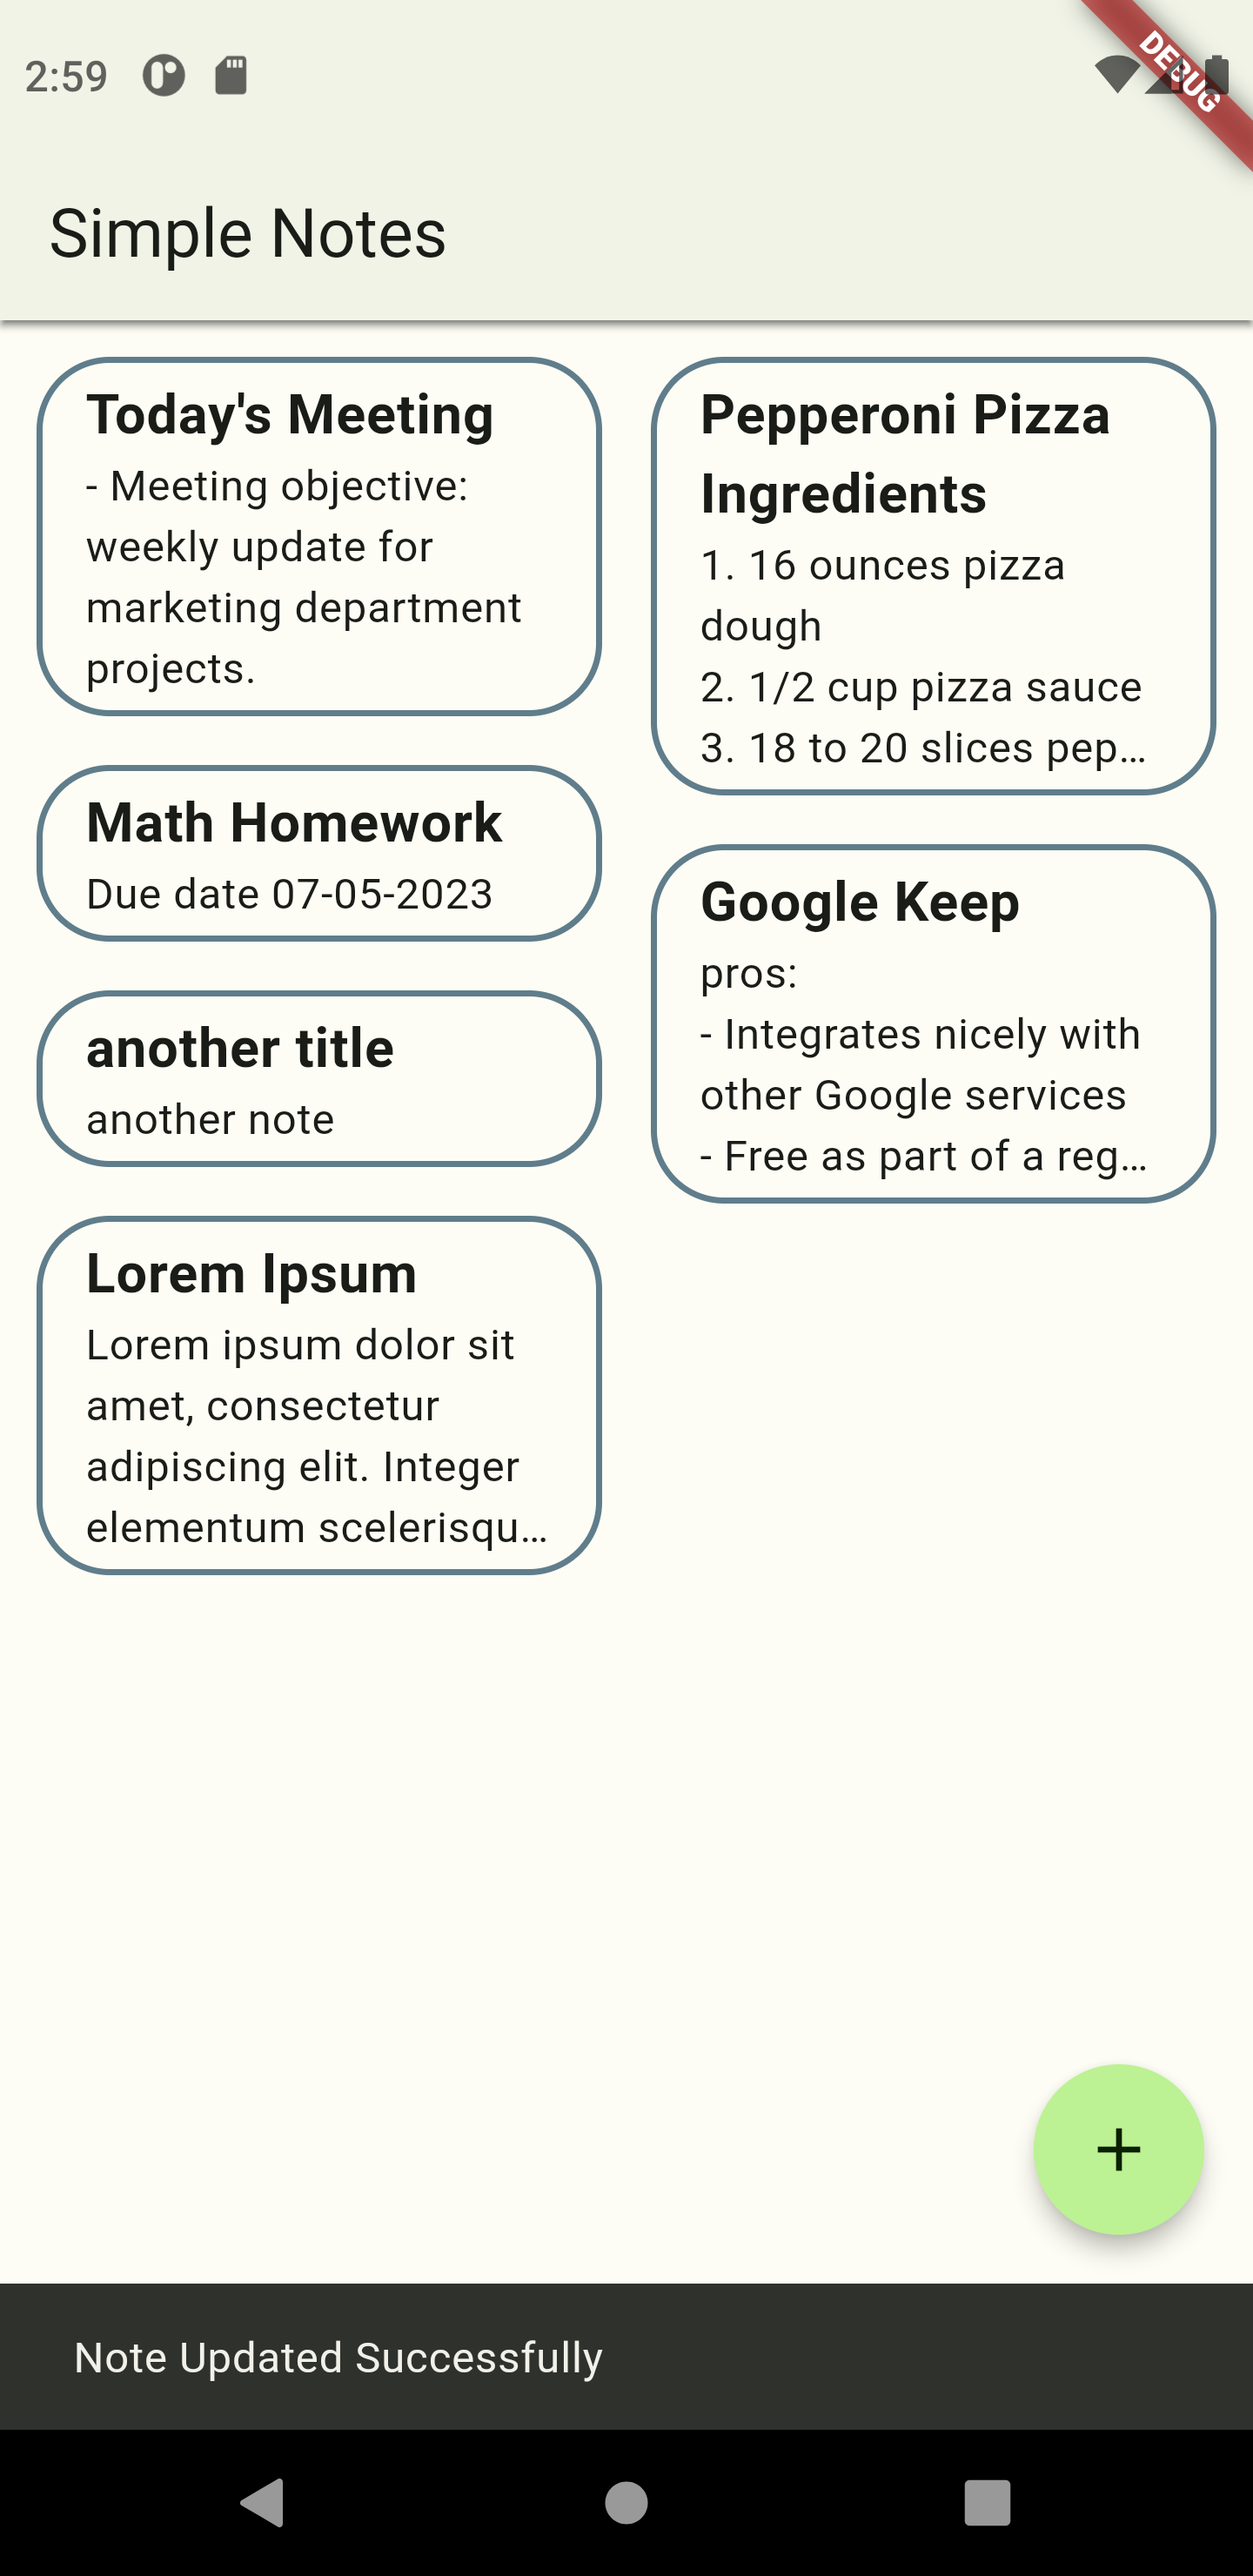 2:59
DEBUG
Simple Notes
Today's Meeting
- Meeting objective:
weekly update for
marketing department
projects.
Pepperoni Pizza
Ingredients
1. 16 ounces pizza
dough
2. 1/2 cup pizza sauce
3. 18 to 20 slices pep…
Math Homework
Due date 07-05-2023
Google Keep
pros:
- Integrates nicely with
other Google services
- Free as part of a reg…
another title
another note
Lorem Ipsum
Lorem ipsum dolor sit
amet, consectetur
adipiscing elit. Integer
elementum scelerisqu…
Note Updated Successfully